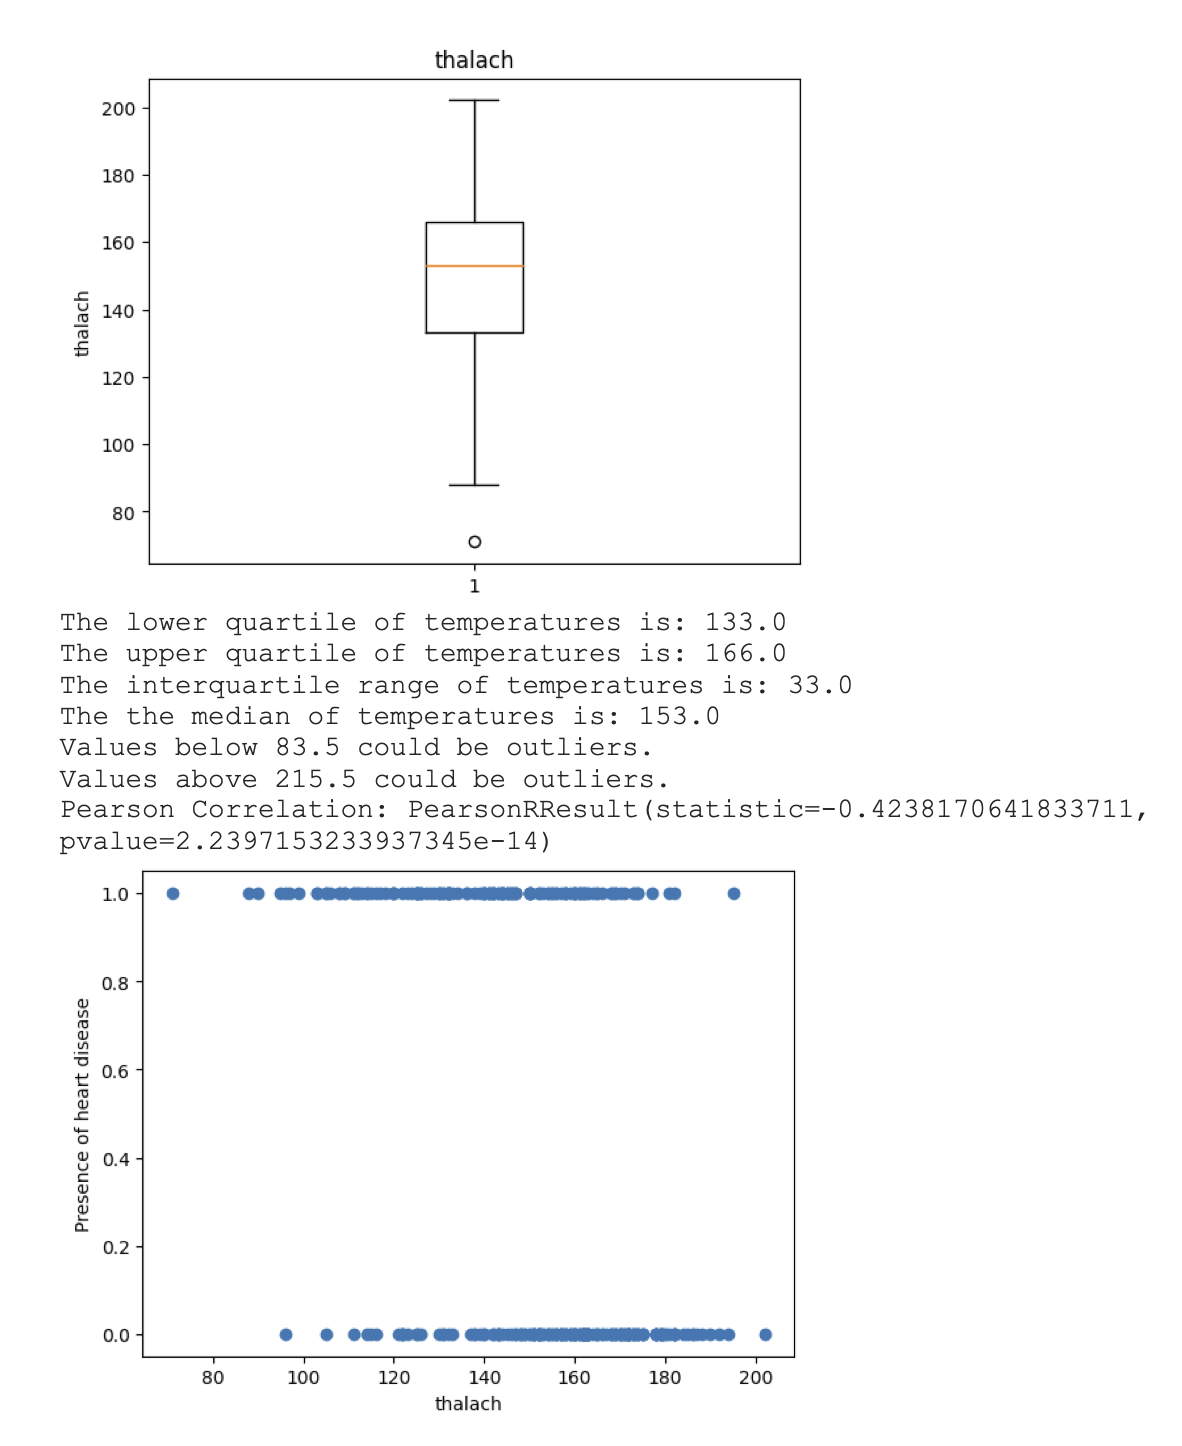 thalach
200
180
160
140
120
100
80
thalach
1
The lower quartile of temperatures is: 133.0
The upper quartile of temperatures is: 166.0
The interquartile range of temperatures is: 33.0
The the median of temperatures is: 153.0
Values below 83.5 could be outliers.
Values above 215.5 could be outliers.
Pearson Correlation: PearsonRResult(statistic=-0.4238170641833711,
pvalue=2.2397153233937345e-14)
1.0
0.8
0.6
0.4
0.2
0.0
Presence of heart disease
80 100 120 140 160 180 200
thalach